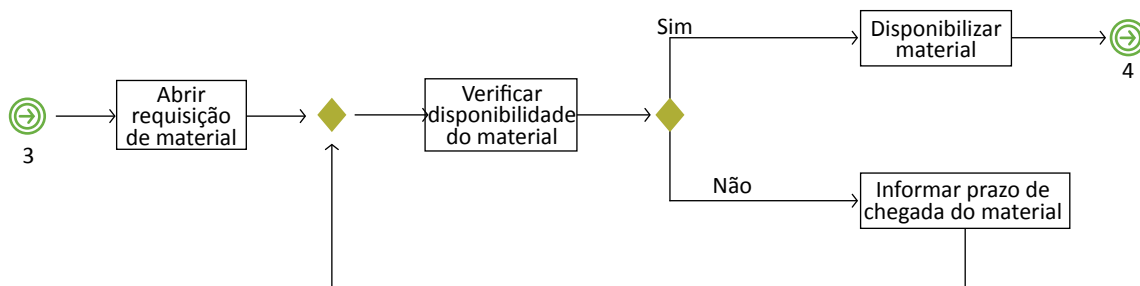 3
Abrir
requisição
de material
Verificar
disponibilidade
do material
Sim
Disponibilizar
material
4
Não
Informar prazo de
chegada do material